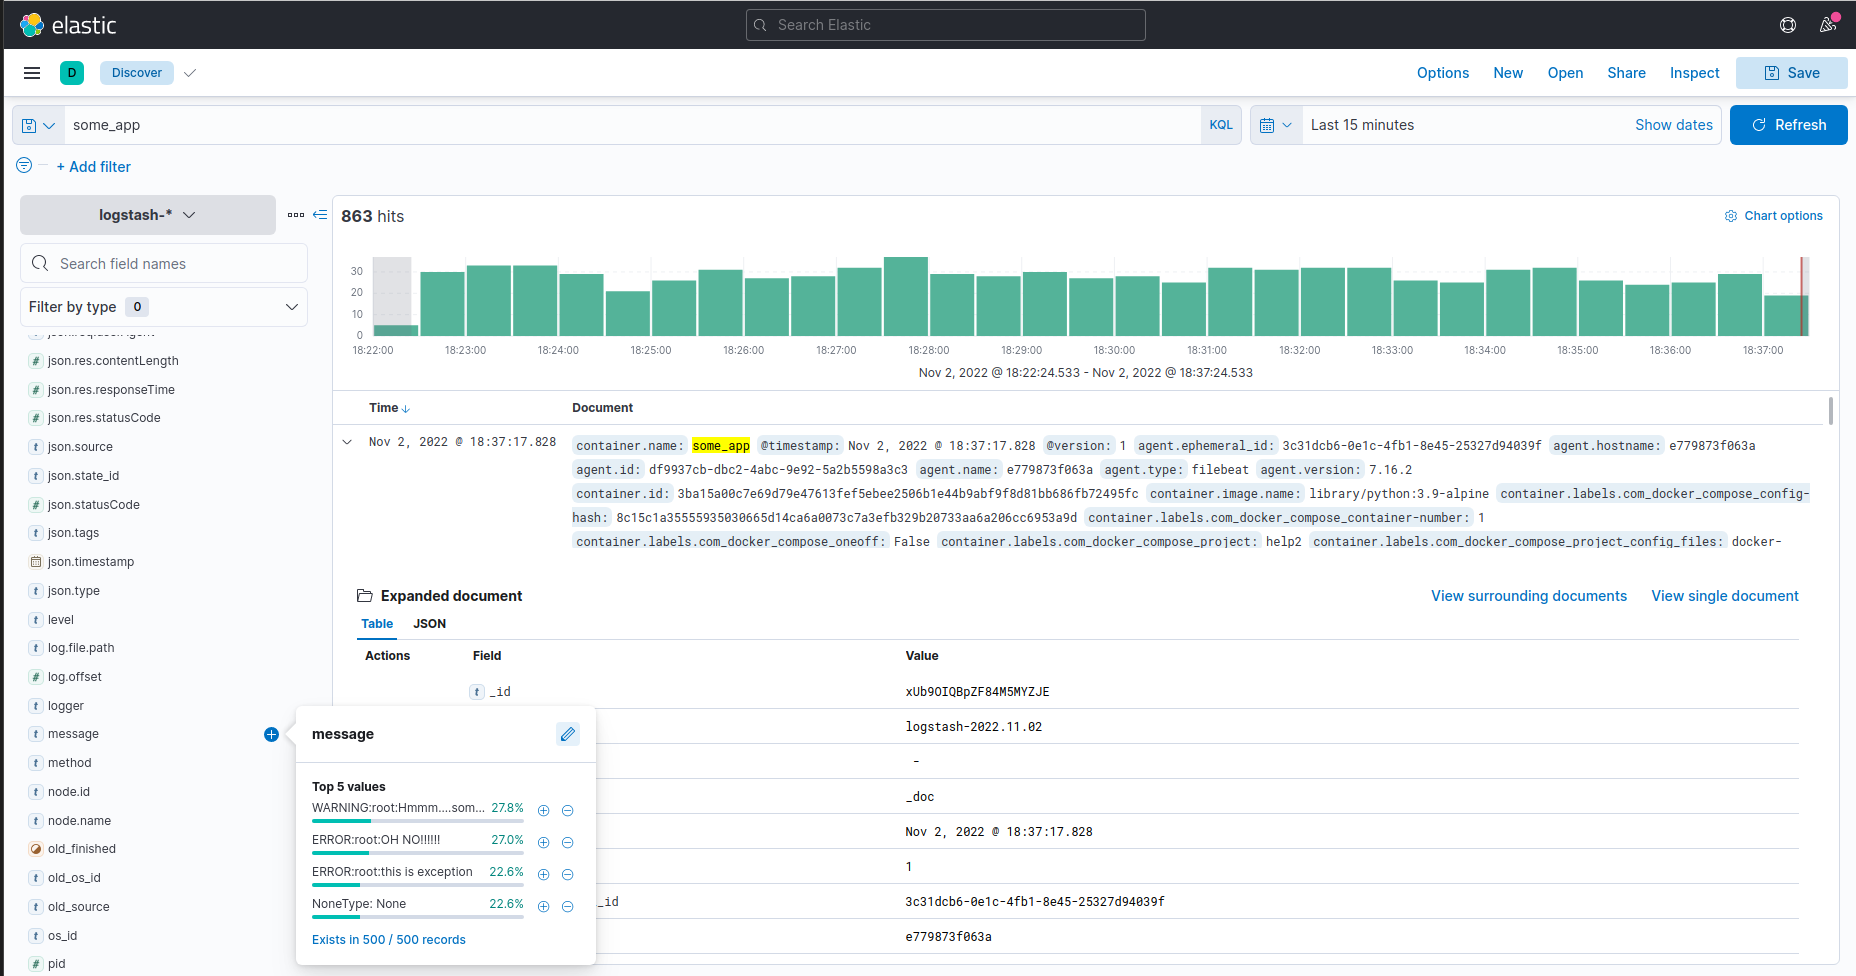 elastic
Search Elastic
D
Discover
Options
New
Open
Share
Inspect
Save
some_app
KQL
Last 15 minutes
Show dates
Refresh
+ Add filter
logstash-*
Search field names
Filter by type 0
# json.res.contentLength
# json.res.responseTime
# json.res.statusCode
t json.source
t json.state_id
t json.statusCode
t json.tags
json.timestamp
t json.type
t level
t log.file.path
# log.offset
t logger
t message
t method
t node.id
t node.name
old_finished
t old_os_id
t old_source
t os_id
# pid
863 hits
Chart options
30
20
10
0
18:22:00 18:23:00 18:24:00 18:25:00 18:26:00 18:27:00 18:28:00 18:29:00 18:30:00 18:31:00 18:32:00 18:33:00 18:34:00 18:35:00 18:36:00 18:37:00
Nov 2, 2022 @ 18:22:24.533 - Nov 2, 2022 @ 18:37:24.533
Time Document
Nov 2, 2022 @ 18:37:17.828
container.name: some_app @timestamp: Nov 2, 2022 @ 18:37:17.828 @version: 1 agent.ephemeral_id: 3c31dcb6-0e1c-4fb1-8e45-25327d94039f agent.hostname: e779873f063a
agent.id: df9937cb-dbc2-4abc-9e92-5a2b5598a3c3 agent.name: e779873f063a agent.type: filebeat agent.version: 7.16.2
container.id: 3ba15a00c7e69d79e47613fef5ebee2506b1e44b9abf9f8d81bb686fb72495fc container.image.name: library/python:3.9-alpine container.labels.com_docker_compose_config-
hash: 8c15c1a35555935030665d14ca6a0073c7a3efb329b20733aa6a206cc6953a9d container.labels.com_docker_compose_container-number: 1
container.labels.com_docker_compose_oneoff: False container.labels.com_docker_compose_project: help2 container.labels.com_docker_compose_project_config_files: docker-
Expanded document
View surrounding documents
View single document
Table JSON
Actions Field Value
t _id xUb9OIQBpZF84M5MYZJE
logstash-2022.11.02
-
_doc
Nov 2, 2022 @ 18:37:17.828
1
_id 3c31dcb6-0e1c-4fb1-8e45-25327d94039f
e779873f063a
message
Top 5 values
WARNING:root:Hmmm....som... 27.8%
ERROR:root:OH NO!!!!!! 27.0%
ERROR:root:this is exception 22.6%
NoneType: None 22.6%
Exists in 500 / 500 records